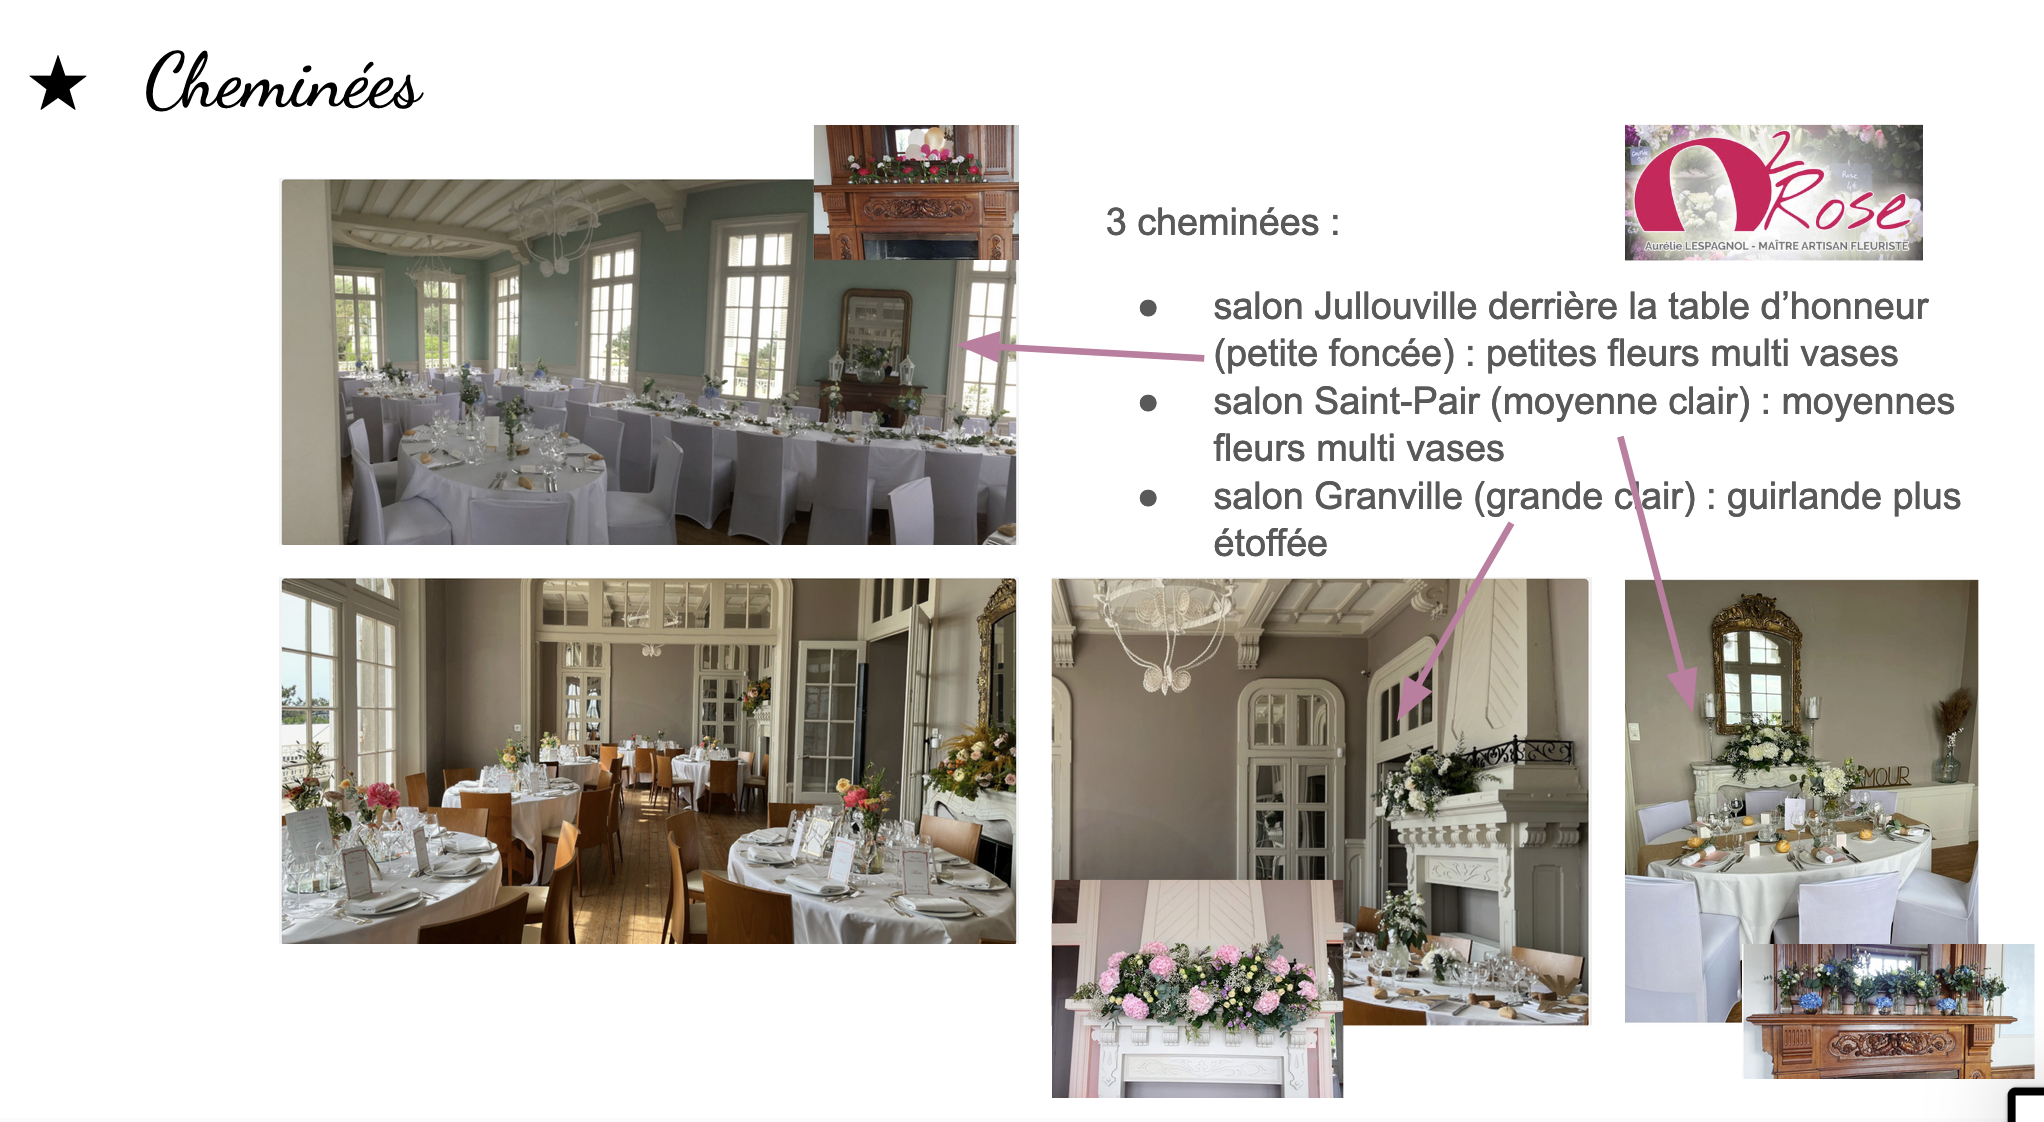 ★ Cheminées
O2 Rose
Aurélie LESPAGNOL - MAÎTRE ARTISAN FLEURISTE
3 cheminées :
● salon Jullouville derrière la table d’honneur
(petite foncée) : petites fleurs multi vases
● salon Saint-Pair (moyenne clair) : moyennes
fleurs multi vases
● salon Granville (grande clair) : guirlande plus
étoffée